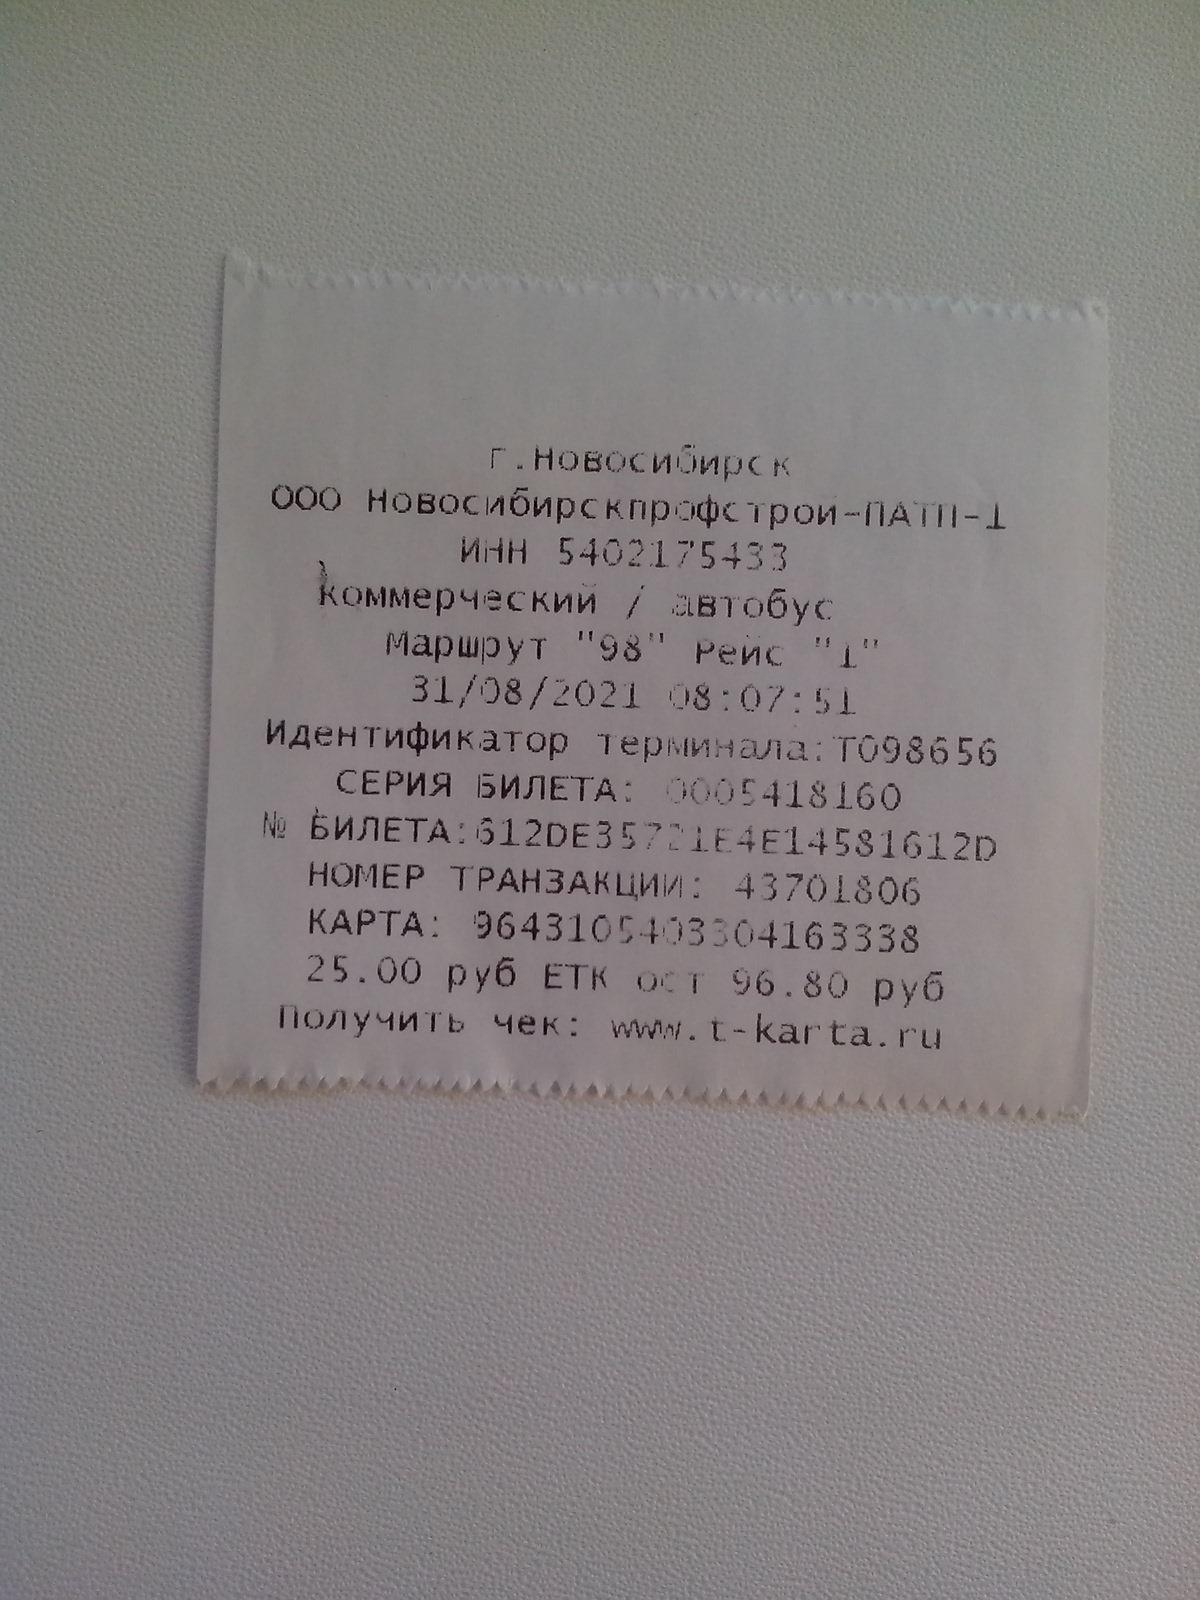 г.Новосибирск
ООО Новосибирскпрофстрой-ПАТП-1
ИНН 5402175433
коммерческий / автобус
Маршрут "98" Рейс "1"
31/08/2021 08:07:51
Идентификатор терминала:T098656
СЕРИЯ БИЛЕТА: 0005418160
№ БИЛЕТА:612DE35721E4E14581612D
НОМЕР ТРАНЗАКЦИИ: 43701806
КАРТА: 9643105403304163338
25.00 руб ЕТК ост 96.80 руб
Получить чек: www.t-karta.ru